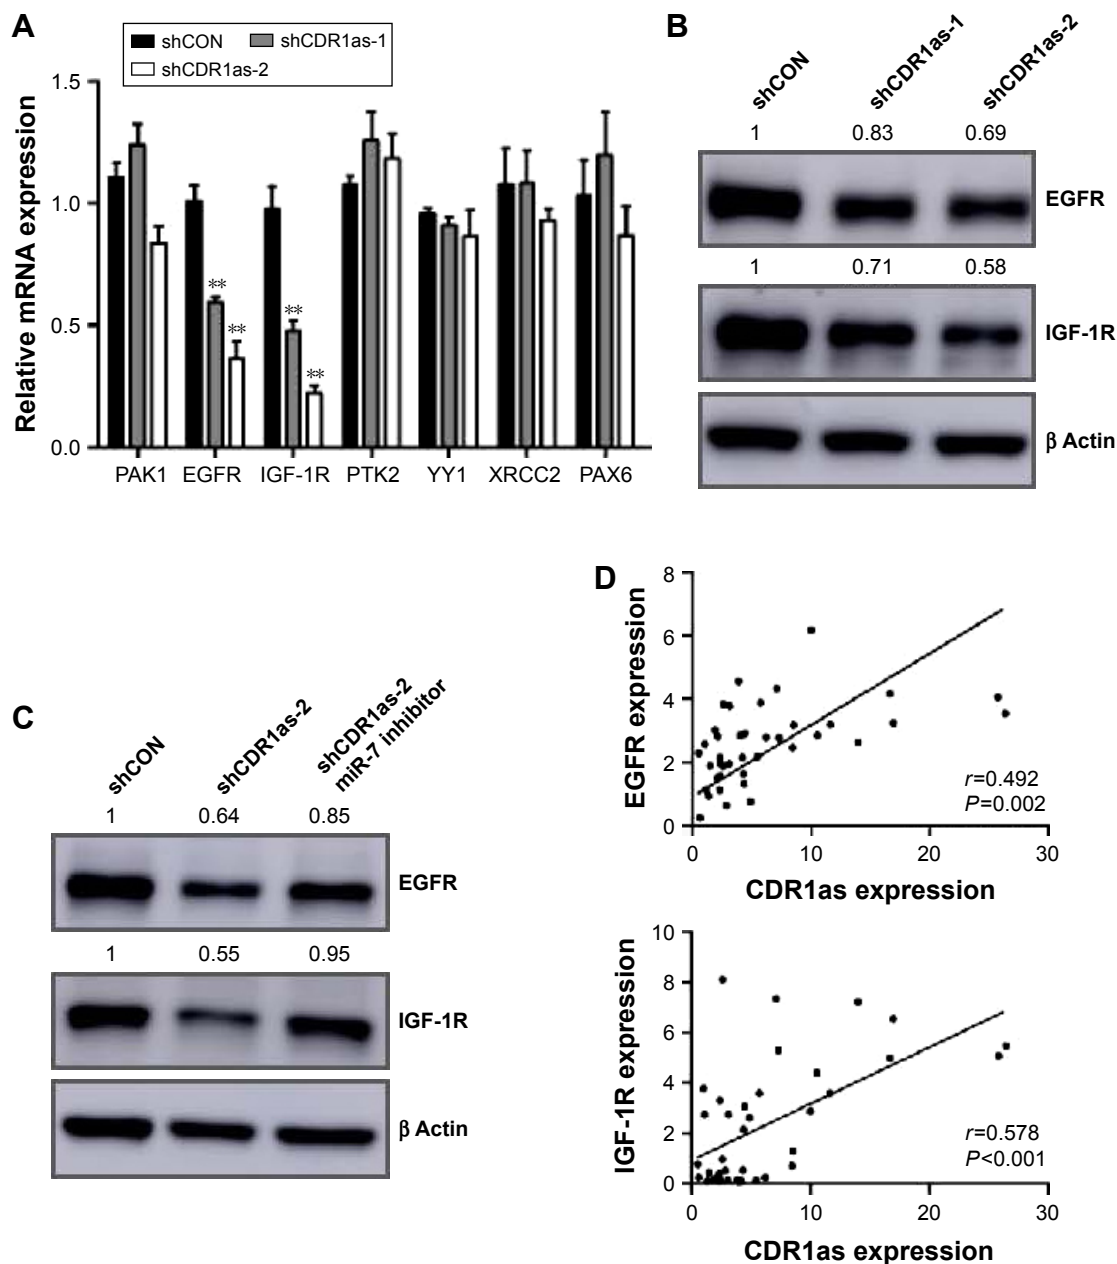 A
shCON shCDR1as-1
shCDR1as-2
Relative mRNA expression
1.5
1.0
0.5
0.0
**
**
**
**
PAK1 EGFR IGF-1R PTK2 YY1 XRCC2 PAX6
B
shCON shCDR1as-1 shCDR1as-2
1 0.83 0.69
EGFR
1 0.71 0.58
IGF-1R
β Actin
C
shCON shCDR1as-2 shCDR1as-2
miR-7 inhibitor
1 0.64 0.85
EGFR
1 0.55 0.95
IGF-1R
β Actin
D
EGFR expression
8
6
4
2
0
r=0.492
P=0.002
0 10 20 30
CDR1as expression
IGF-1R expression
10
8
6
4
2
0
r=0.578
P<0.001
0 10 20 30
CDR1as expression